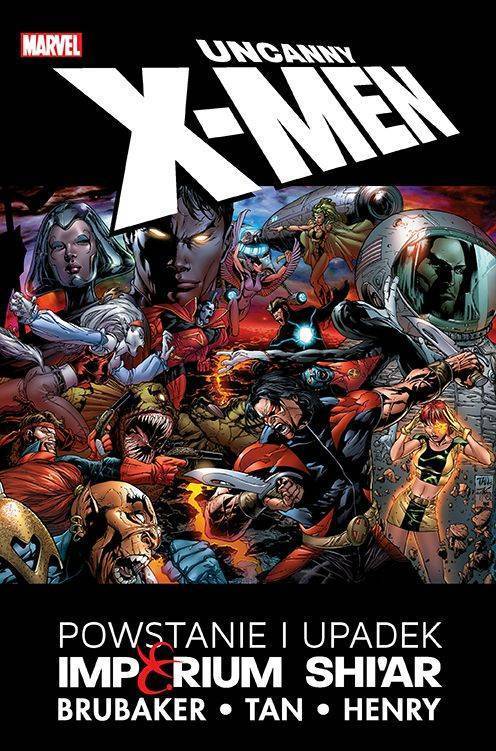 MARVEL
UNCANNY
X-MEN
POWSTANIE I UPADEK
IMPERIUM SHI'AR
BRUBAKER • TAN • HENRY